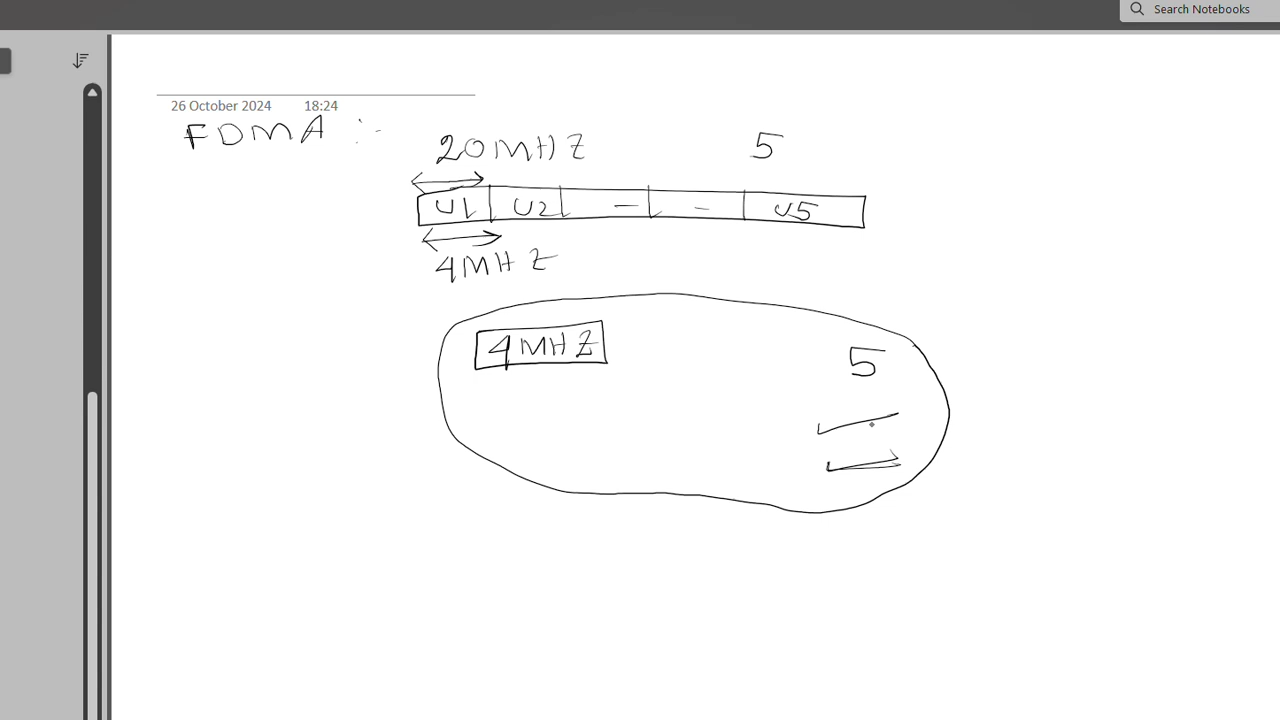 Search Notebooks
26 October 2024 18:24
FDMA :-
20MHZ 5
U1 U2 - - U5
4MHZ
4MHZ
5